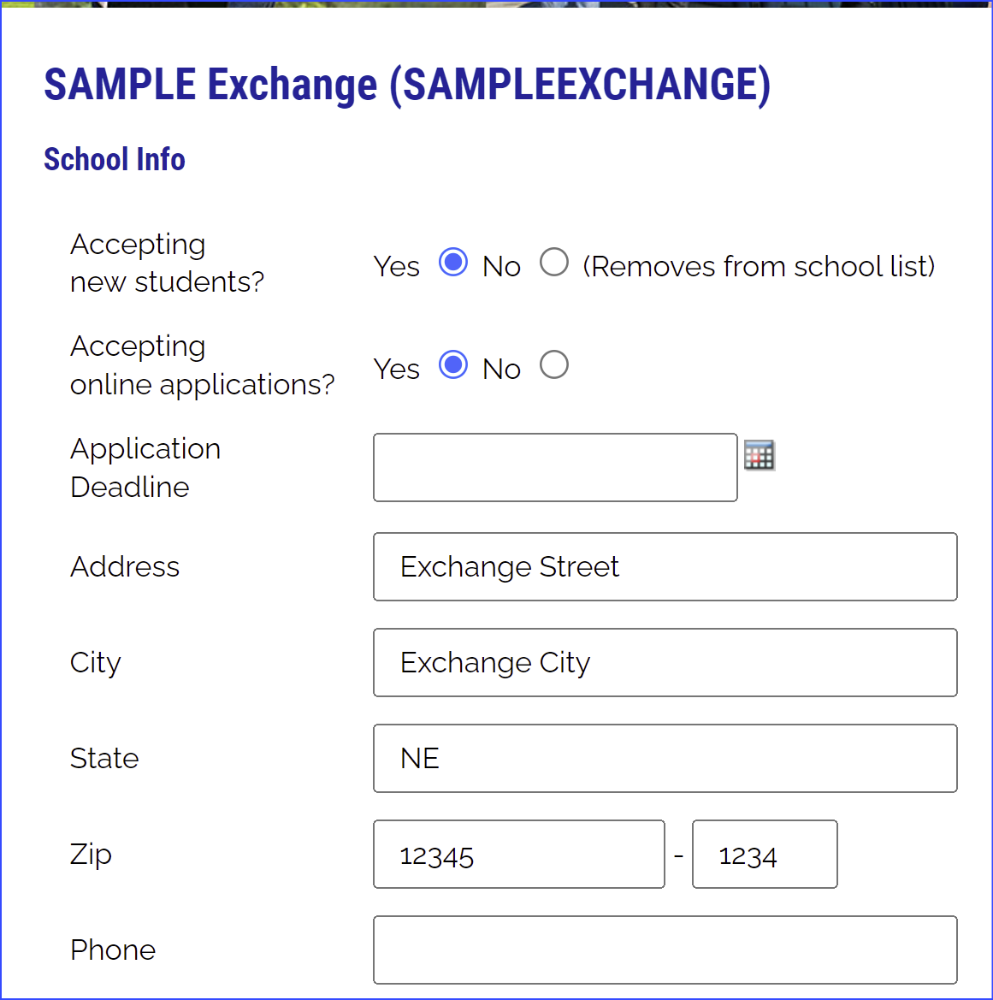 SAMPLE Exchange (SAMPLEEXCHANGE)
School Info
Accepting
new students?
Yes No (Removes from school list)
Accepting
online applications?
Yes No
Application
Deadline
Address
Exchange Street
City
Exchange City
State
NE
Zip
12345 - 1234
Phone